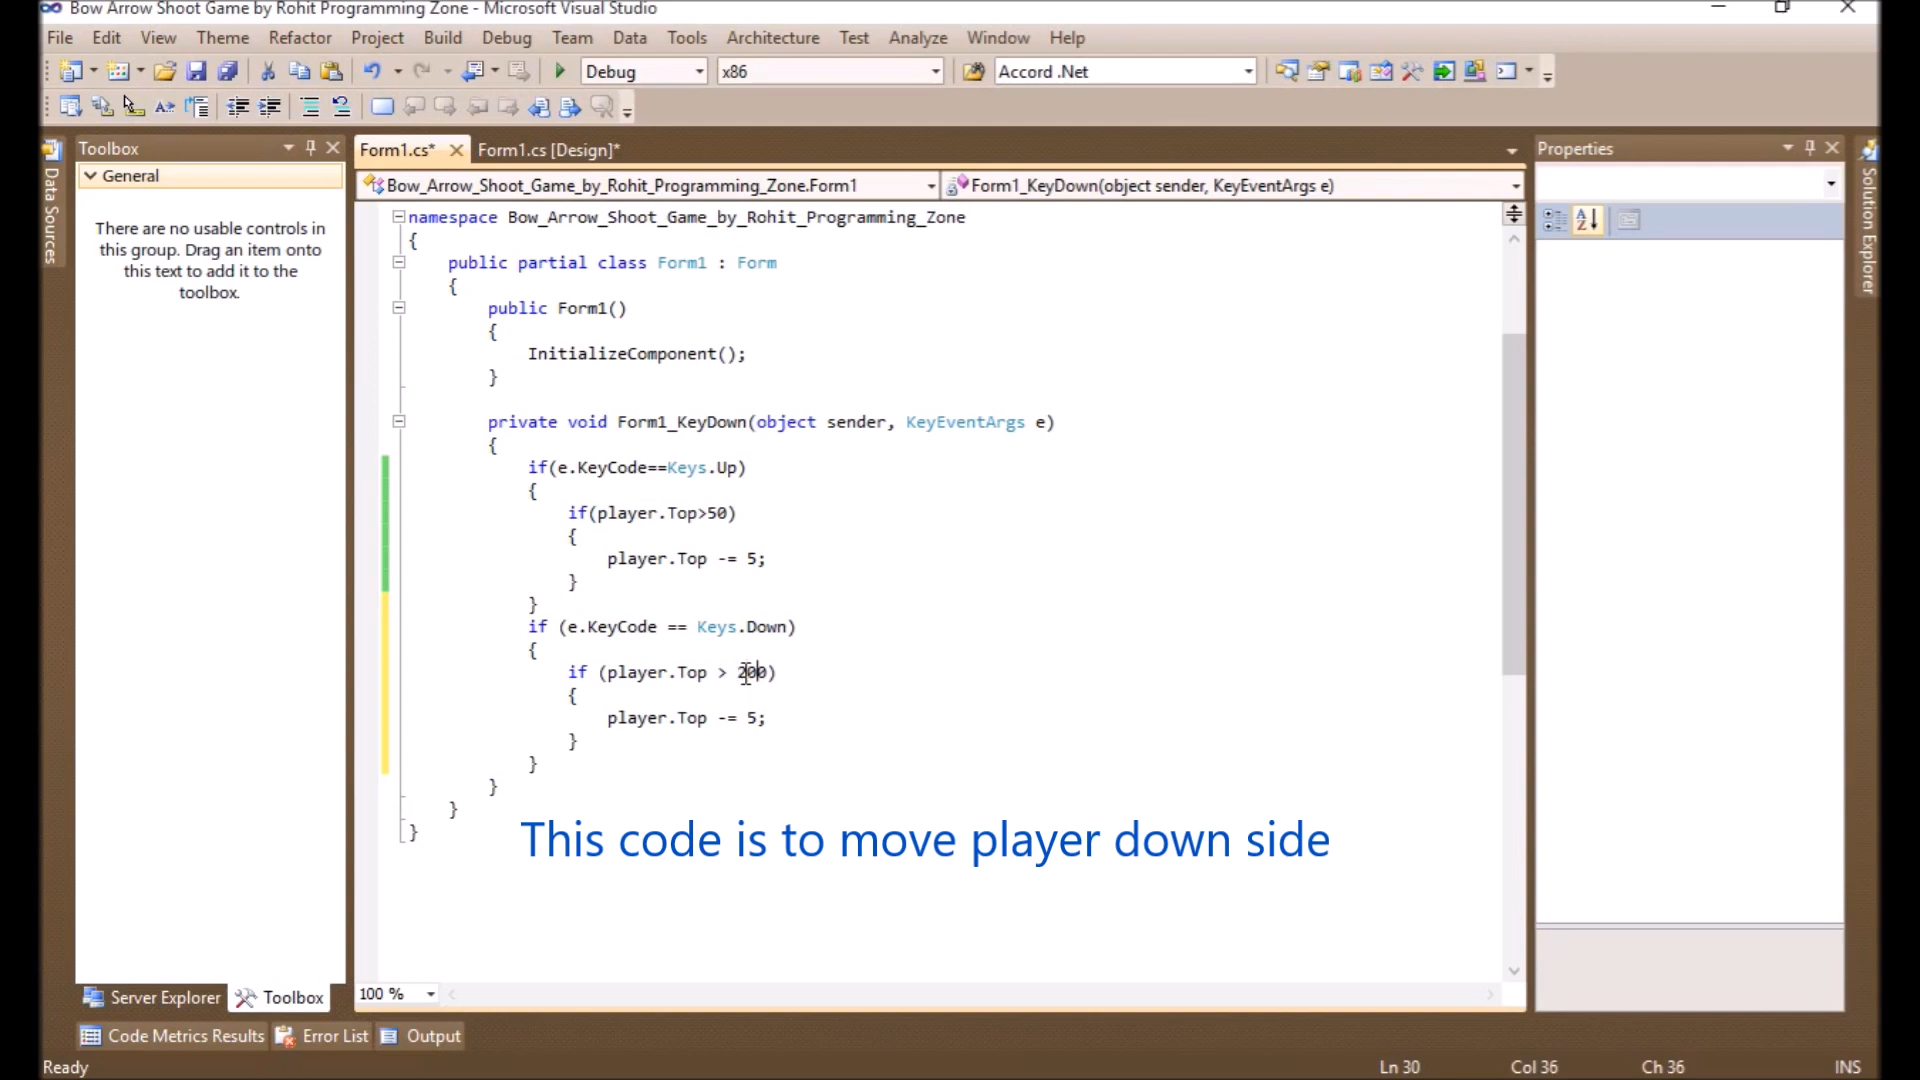 Bow Arrow Shoot Game by Rohit Programming Zone - Microsoft Visual Studio
File Edit View Theme Refactor Project Build Debug Team Data Tools Architecture Test Analyze Window Help
Debug x86 Accord .Net
Data Sources
Toolbox
General
There are no usable controls in this group. Drag an item onto this text to add it to the toolbox.
Form1.cs* Form1.cs [Design]*
Bow_Arrow_Shoot_Game_by_Rohit_Programming_Zone.Form1 Form1_KeyDown(object sender, KeyEventArgs e)
namespace Bow_Arrow_Shoot_Game_by_Rohit_Programming_Zone
{
public partial class Form1 : Form
{
public Form1()
{
InitializeComponent();
}
private void Form1_KeyDown(object sender, KeyEventArgs e)
{
if(e.KeyCode==Keys.Up)
{
if(player.Top>50)
{
player.Top -= 5;
}
}
if (e.KeyCode == Keys.Down)
{
if (player.Top > 200)
{
player.Top -= 5;
}
}
}
}
}
This code is to move player down side
100 %
Properties
Solution Explorer
Server Explorer Toolbox
Code Metrics Results Error List Output
Ready Ln 30 Col 36 Ch 36 INS